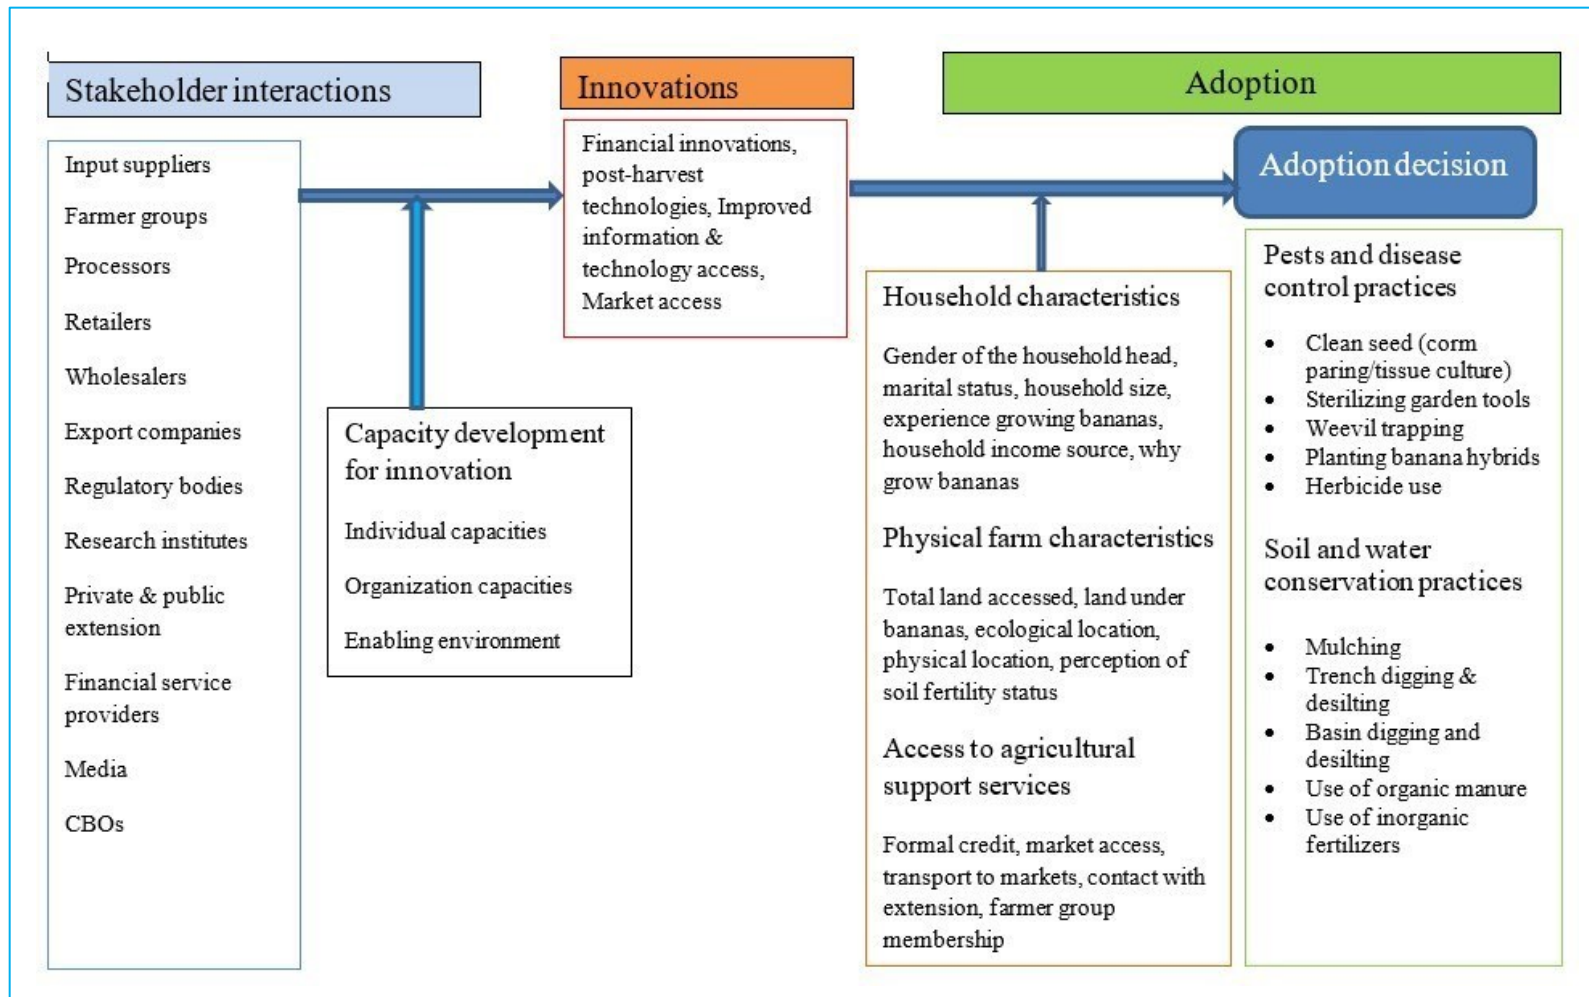 Stakeholder interactions
Input suppliers
Farmer groups
Processors
Retailers
Wholesalers
Export companies
Regulatory bodies
Research institutes
Private & public
extension
Financial service
providers
Media
CBOs
Capacity development
for innovation
Individual capacities
Organization capacities
Enabling environment
Innovations
Financial innovations,
post-harvest
technologies, Improved
information &
technology access,
Market access
Adoption
Household characteristics
Gender of the household head,
marital status, household size,
experience growing bananas,
household income source, why
grow bananas
Physical farm characteristics
Total land accessed, land under
bananas, ecological location,
physical location, perception of
soil fertility status
Access to agricultural
support services
Formal credit, market access,
transport to markets, contact with
extension, farmer group
membership
Adoption decision
Pests and disease
control practices
• Clean seed (corm
paring/tissue culture)
• Sterilizing garden tools
• Weevil trapping
• Planting banana hybrids
• Herbicide use
Soil and water
conservation practices
• Mulching
• Trench digging &
desilting
• Basin digging and
desilting
• Use of organic manure
• Use of inorganic
fertilizers